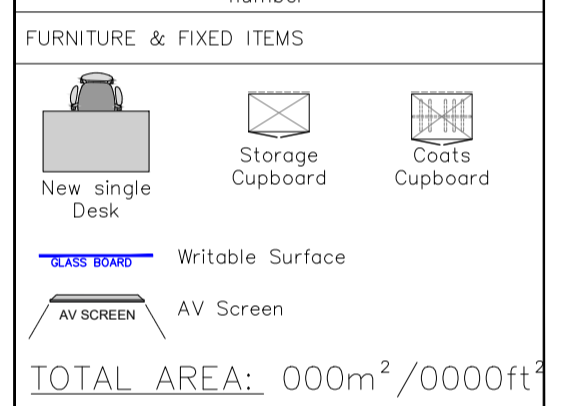 number
FURNITURE & FIXED ITEMS
New single
Desk
Storage
Cupboard
Coats
Cupboard
GLASS BOARD Writable Surface
AV SCREEN AV Screen
TOTAL AREA: 000m²/0000ft²